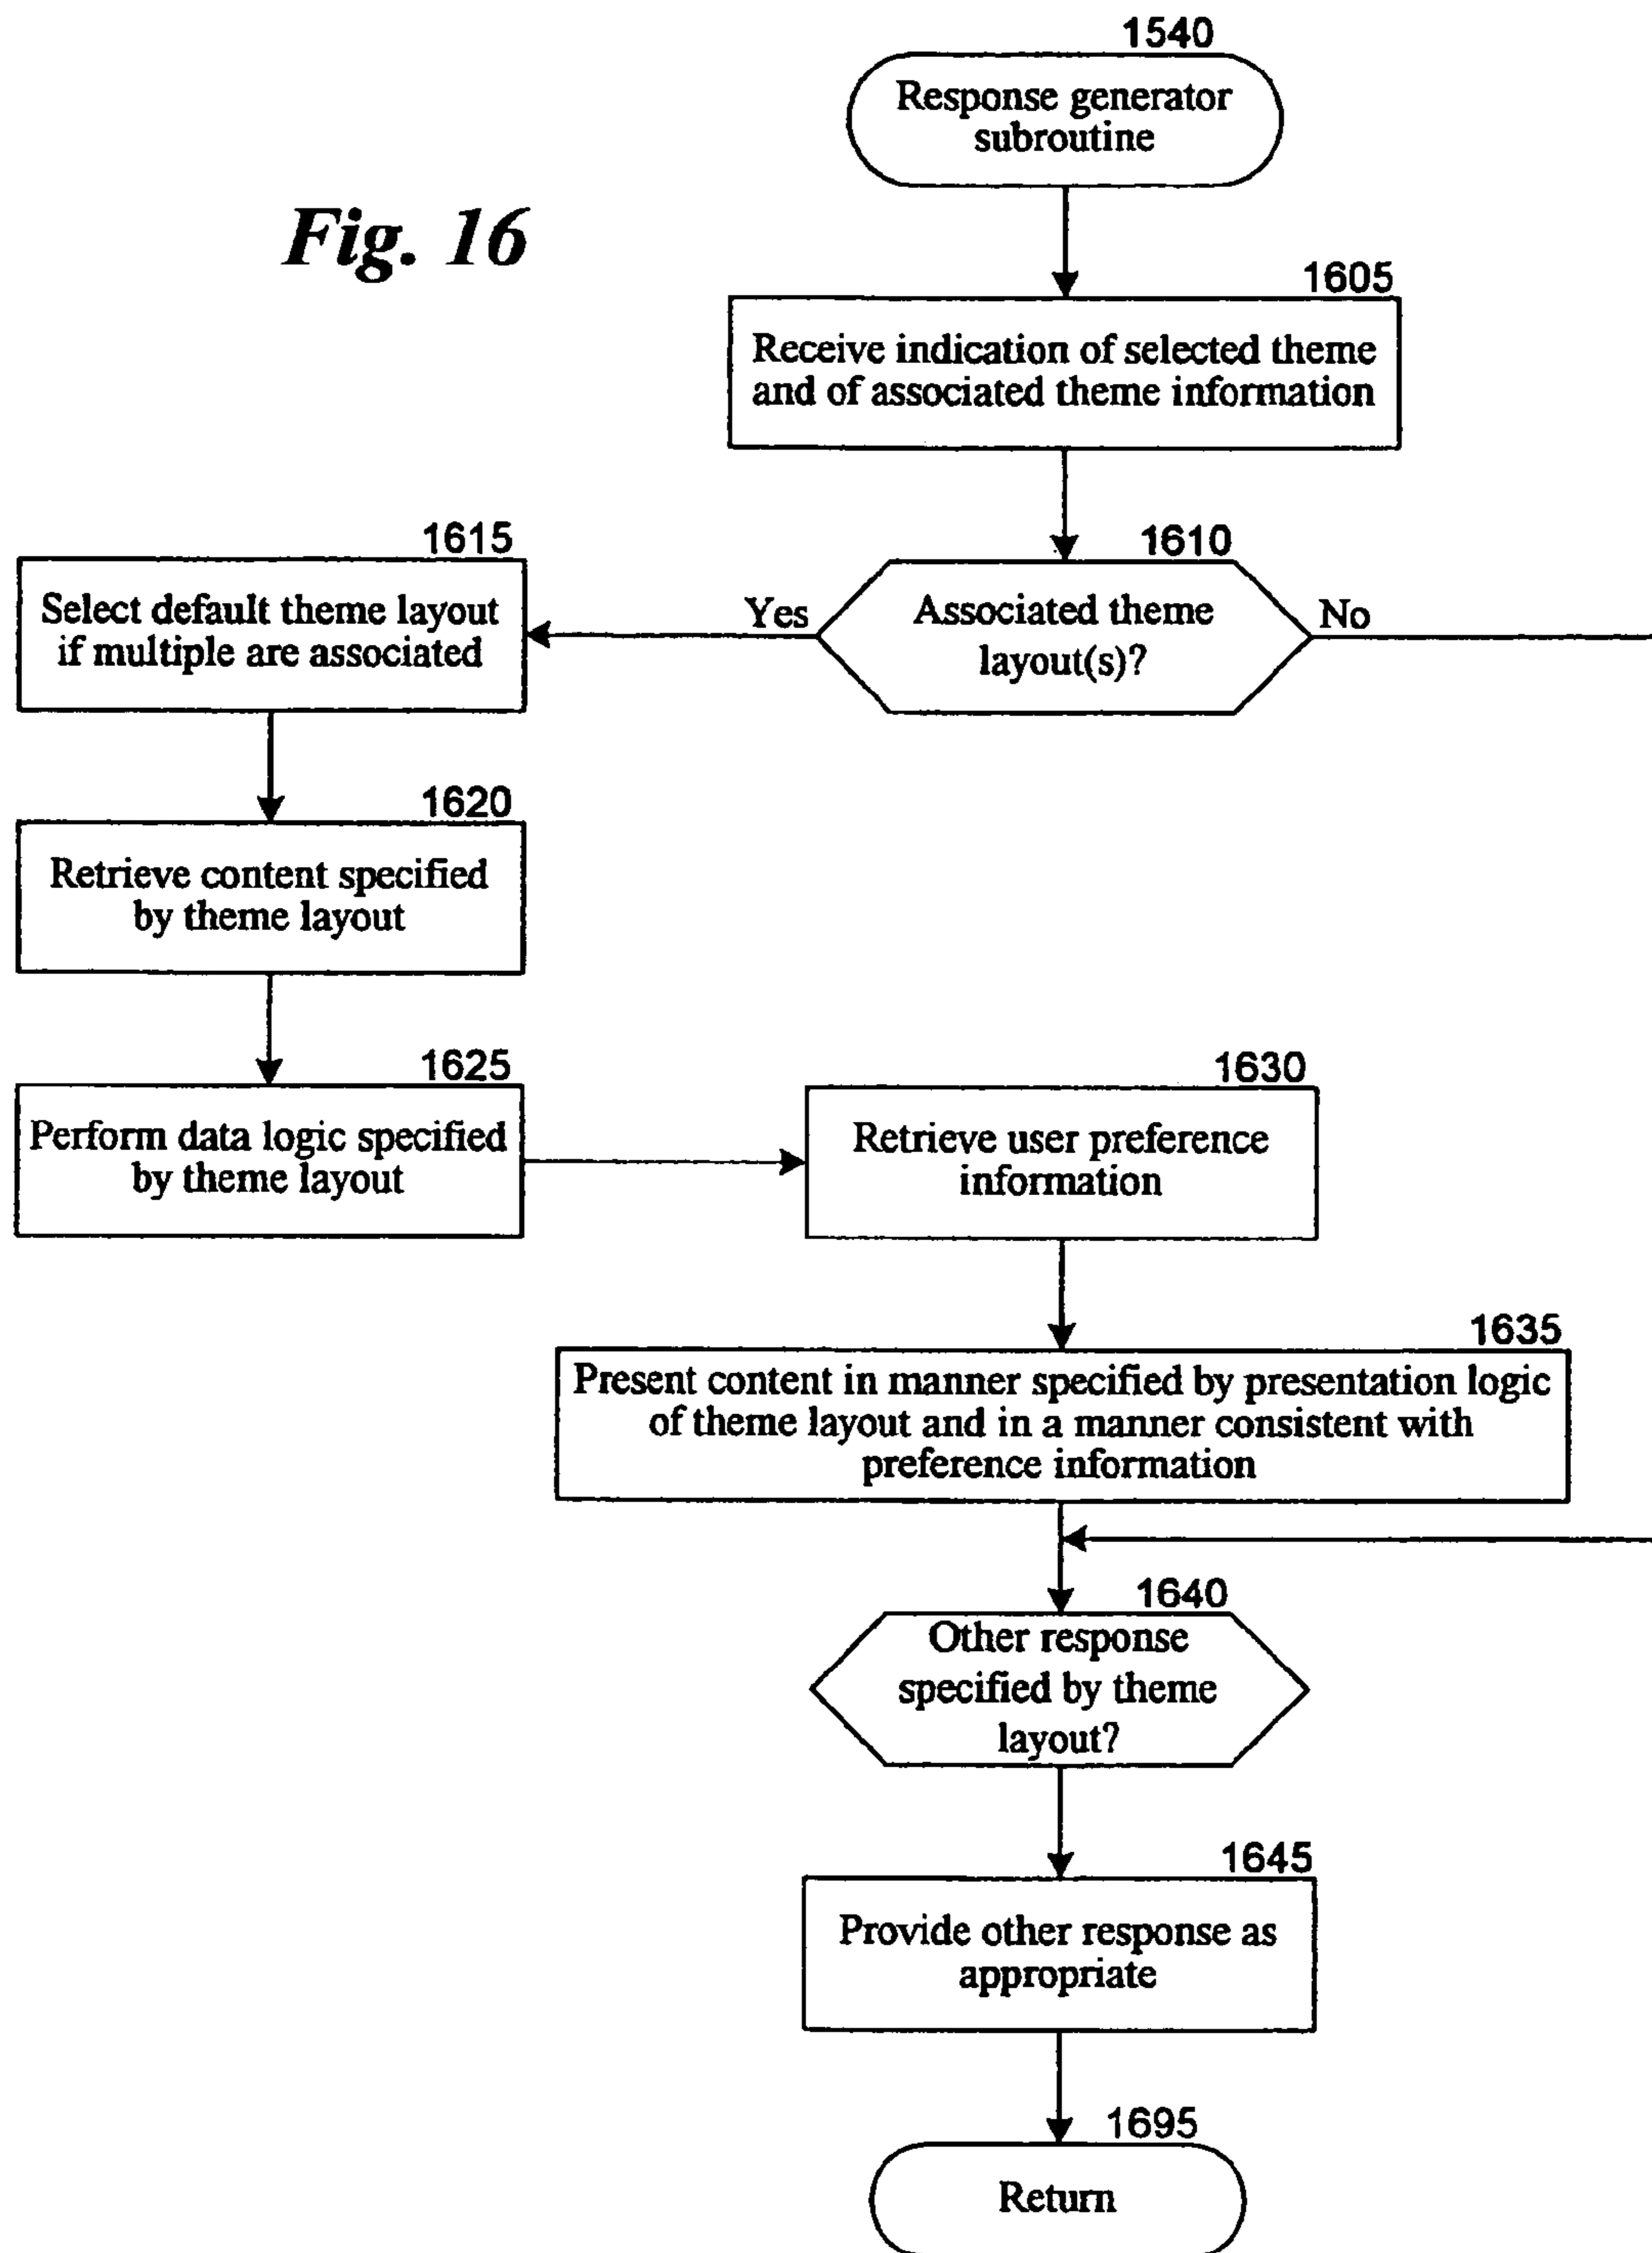 1540
Response generator
subroutine
Fig. 16
1605
Receive indication of selected theme
and of associated theme information
1615
1610
Select default theme layout
if multiple are associated
Yes
Associated theme
layout(s)?
No
1620
Retrieve content specified
by theme layout
1625
Perform data logic specified
by theme layout
1630
Retrieve user preference
information
1635
Present content in manner specified by presentation logic
of theme layout and in a manner consistent with
preference information
1640
Other response
specified by theme
layout?
1645
Provide other response as
appropriate
1695
Return